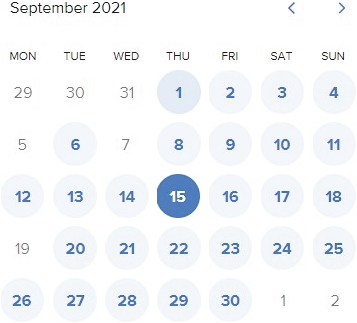 September 2021
MON TUE WED THU FRI SAT SUN
29 30 31 1 2 3 4
5 6 7 8 9 10 11
12 13 14 15 16 17 18
19 20 21 22 23 24 25
26 27 28 29 30 1 2